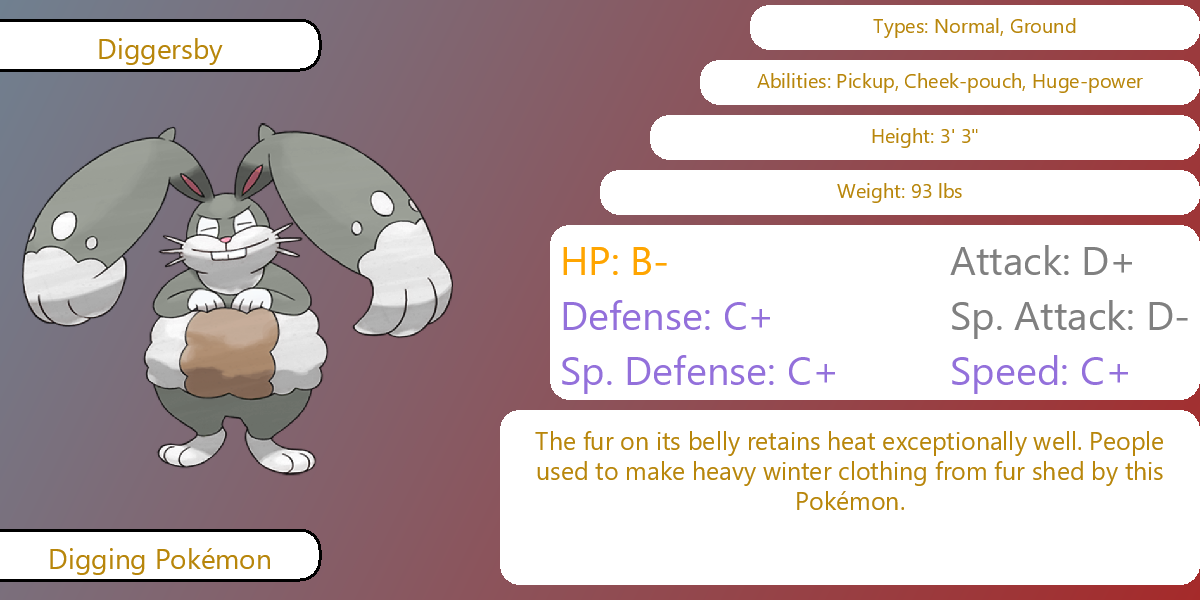 Diggersby
Types: Normal, Ground
Abilities: Pickup, Cheek-pouch, Huge-power
Height: 3' 3"
Weight: 93 lbs
HP: B-
Attack: D+
Defense: C+
Sp. Attack: D-
Sp. Defense: C+
Speed: C+
The fur on its belly retains heat exceptionally well. People
used to make heavy winter clothing from fur shed by this
Pokémon.
Digging Pokémon